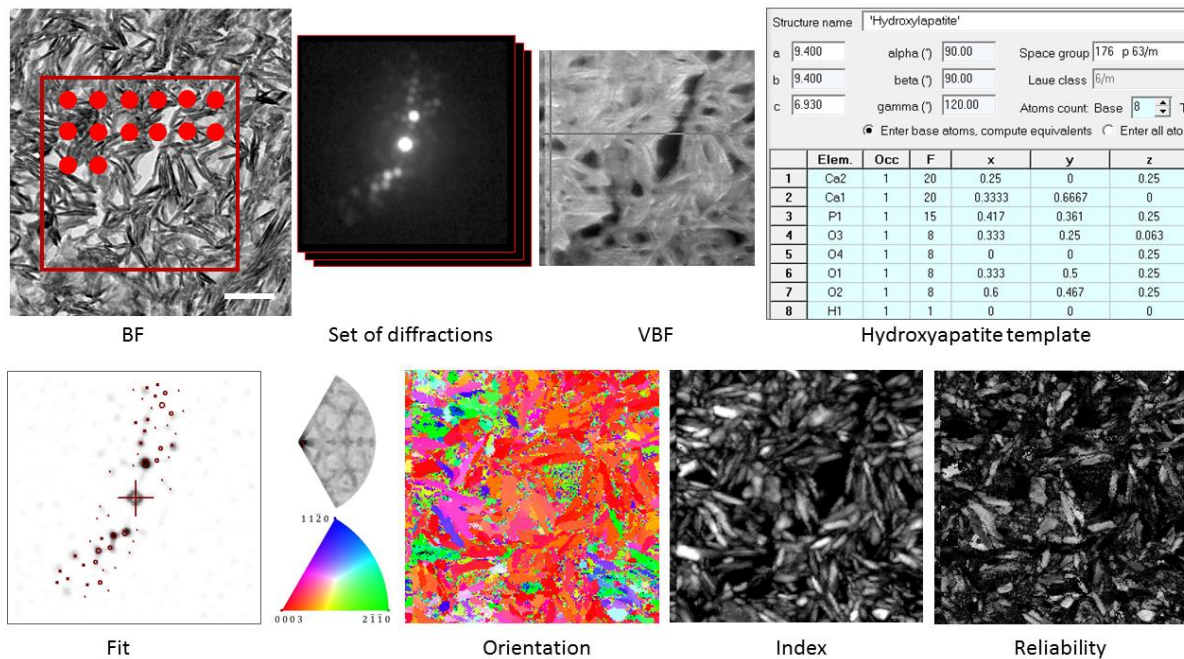 Structure name 'Hydroxylapatite'
a 9.400 alpha (°) 90.00 Space group 176 p 63/m
b 9.400 beta (°) 90.00 Laue class 6/m
c 6.930 gamma (°) 120.00 Atoms count: Base 8 T
Enter base atoms, compute equivalents Enter all ato
Elem. Occ F x y z
1 Ca2 1 20 0.25 0 0.25
2 Ca1 1 20 0.3333 0.6667 0
3 P1 1 15 0.417 0.361 0.25
4 O3 1 8 0.333 0.25 0.063
5 O4 1 8 0 0 0.25
6 O1 1 8 0.333 0.5 0.25
7 O2 1 8 0.6 0.467 0.25
8 H1 1 1 0 0 0
BF
Set of diffractions
VBF
Hydroxyapatite template
11̄20
0003
2̄1̄10
Fit
Orientation
Index
Reliability